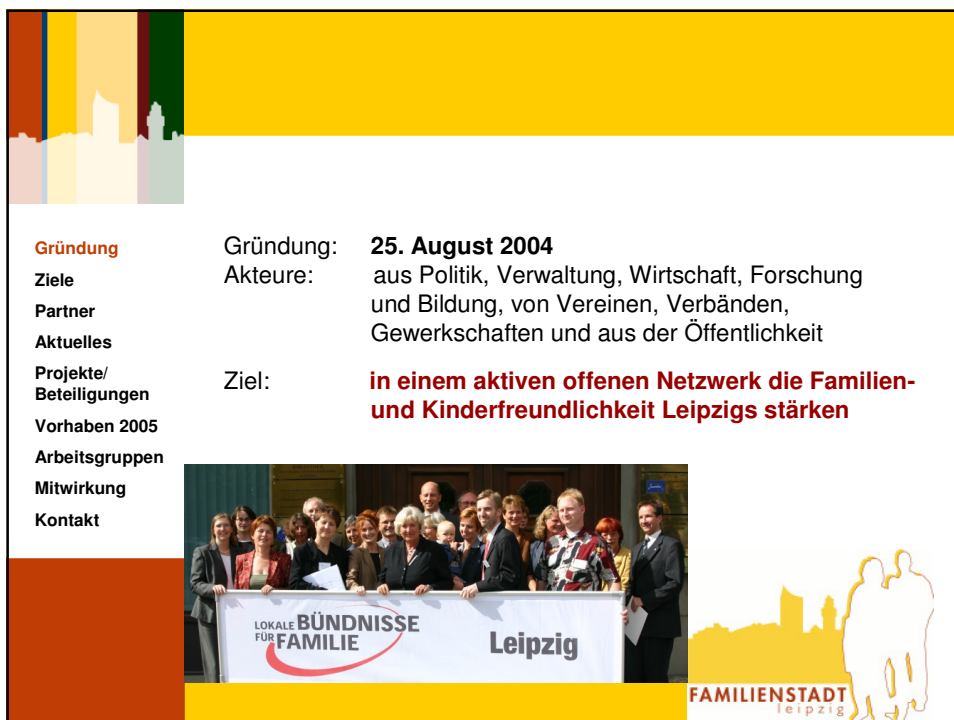 Gründung
Ziele
Partner
Aktuelles
Projekte/
Beteiligungen
Vorhaben 2005
Arbeitsgruppen
Mitwirkung
Kontakt
Gründung: 25. August 2004
Akteure: aus Politik, Verwaltung, Wirtschaft, Forschung
und Bildung, von Vereinen, Verbänden,
Gewerkschaften und aus der Öffentlichkeit
Ziel: in einem aktiven offenen Netzwerk die Familien-
und Kinderfreundlichkeit Leipzigs stärken
LOKALE BÜNDNISSE
FÜR FAMILIE
Leipzig
FAMILIENSTADT
leipzig